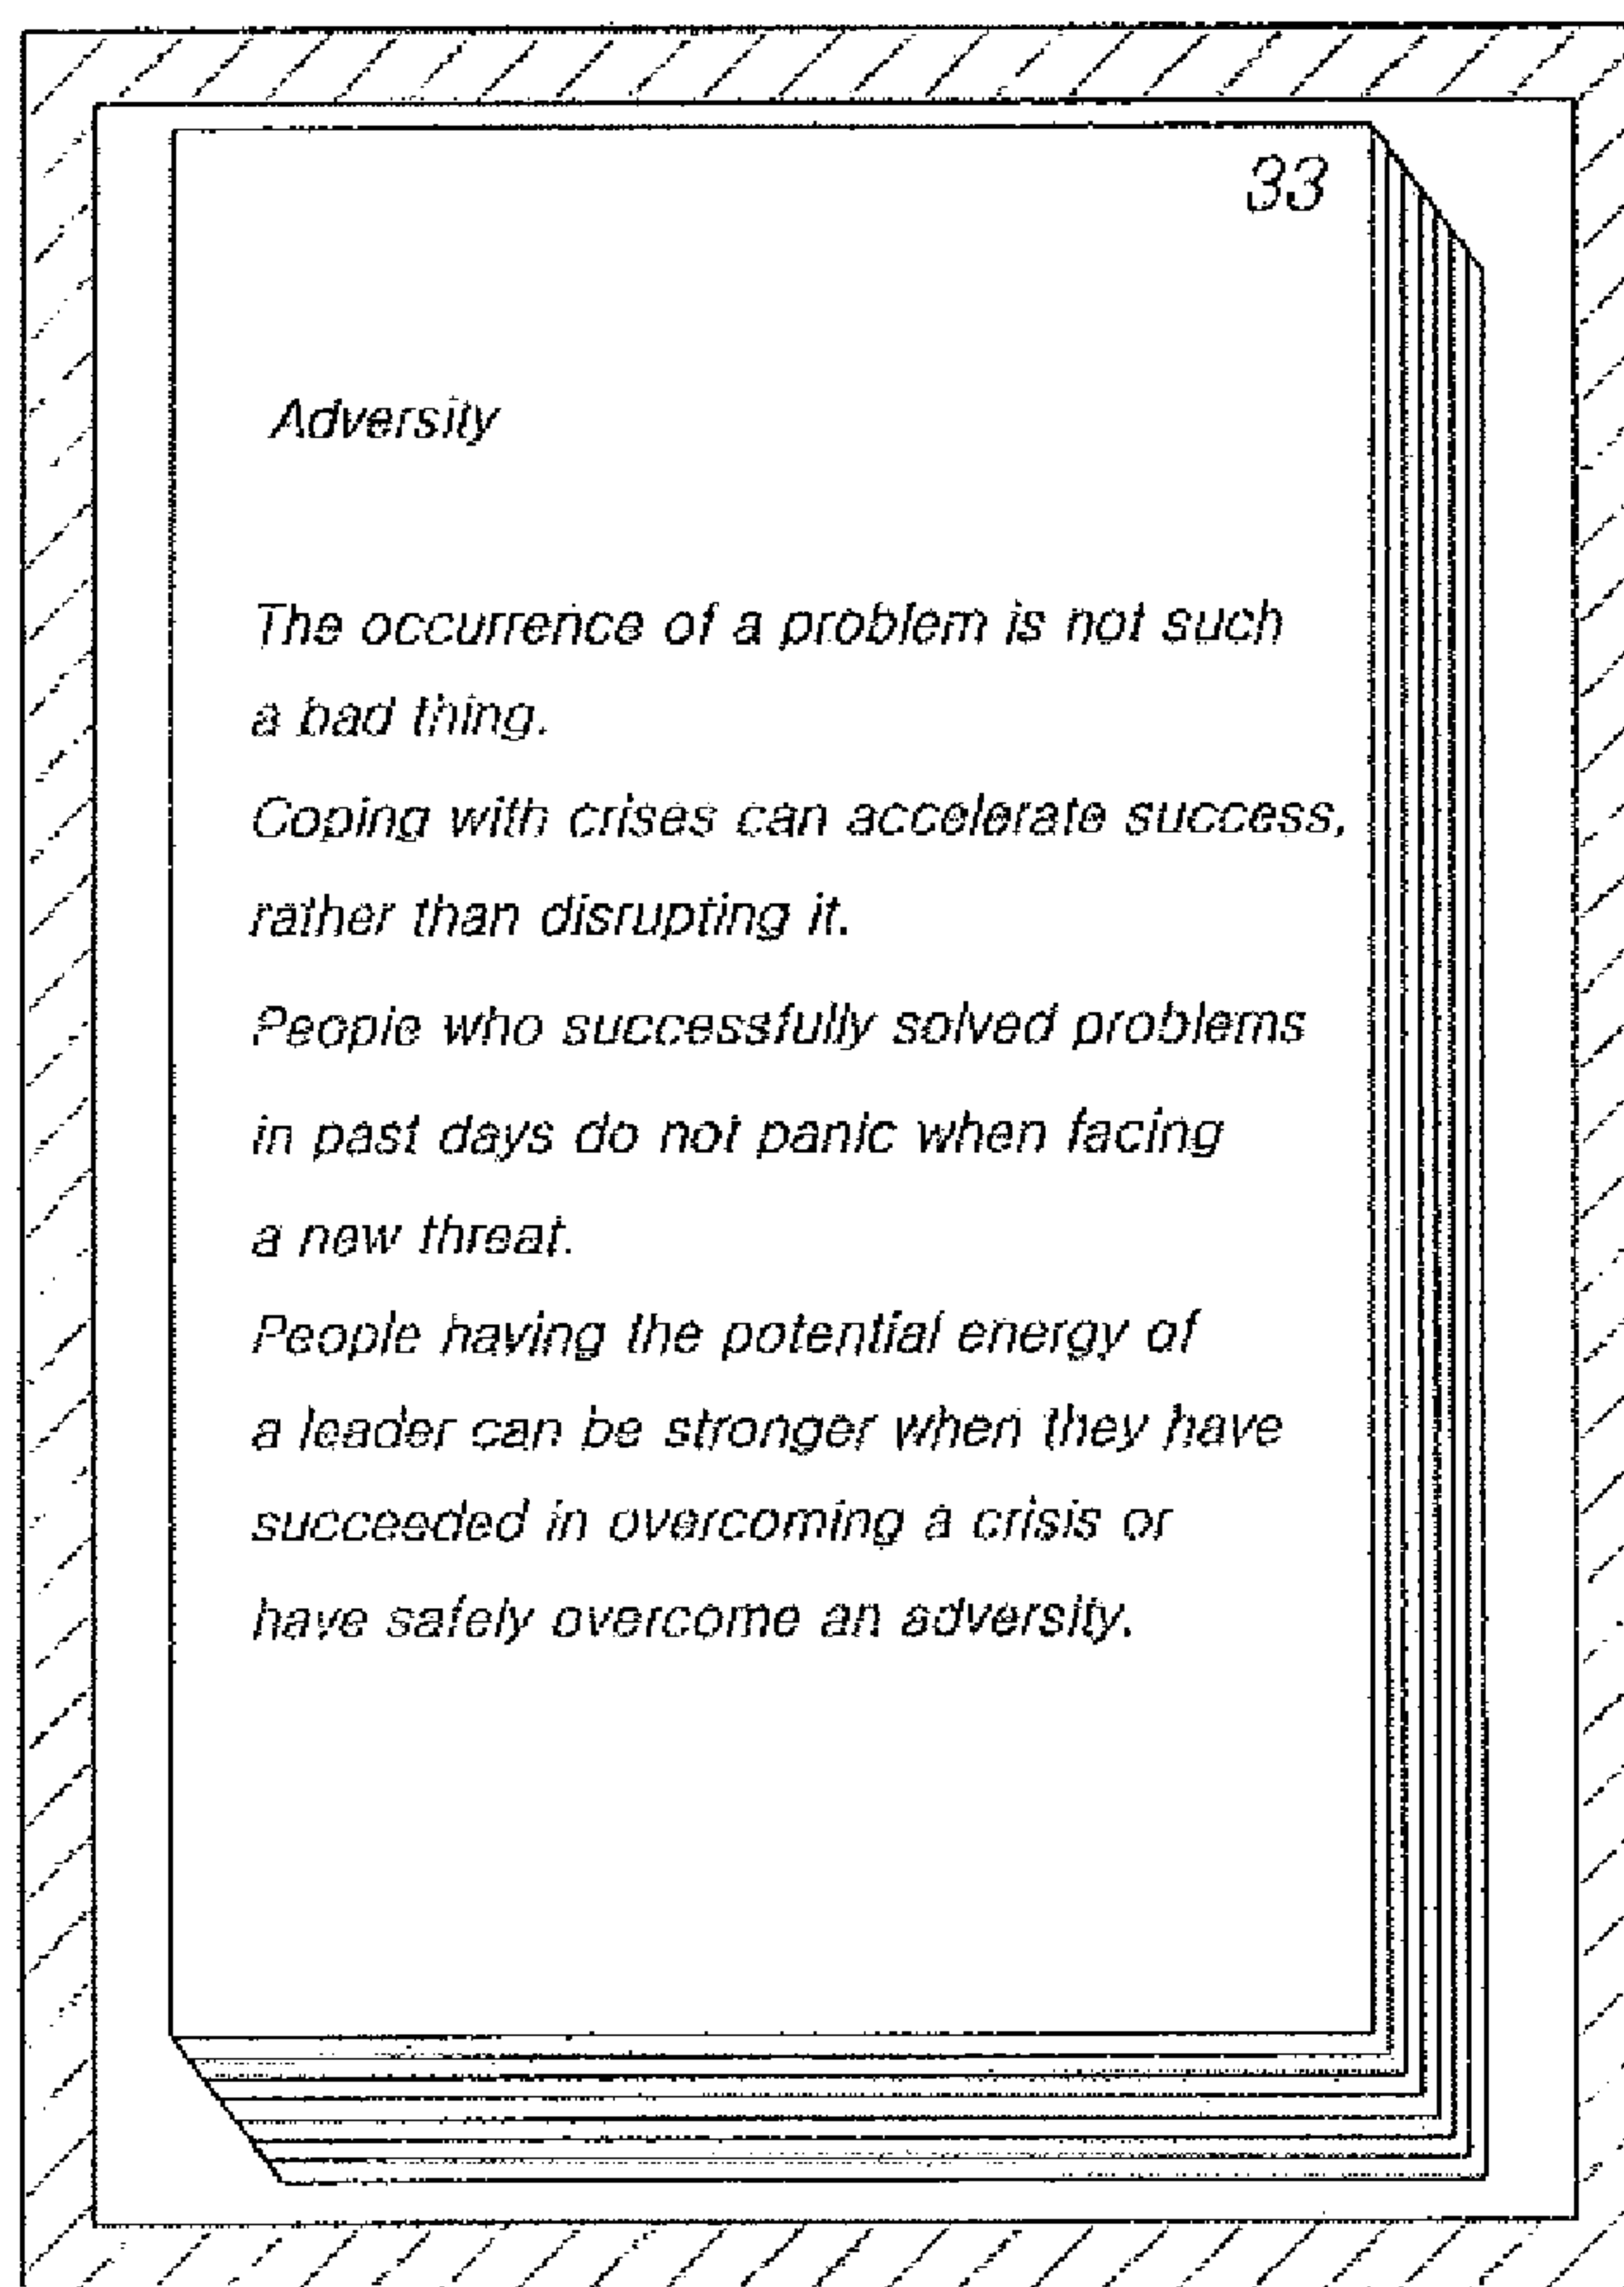 33
Adversity
The occurrence of a problem is not such
a bad thing.
Coping with crises can accelerate success,
rather than disrupting it.
People who successfully solved problems
in past days do not panic when facing
a new threat.
People having the potential energy of
a leader can be stronger when they have
succeeded in overcoming a crisis or
have safely overcome an adversity.